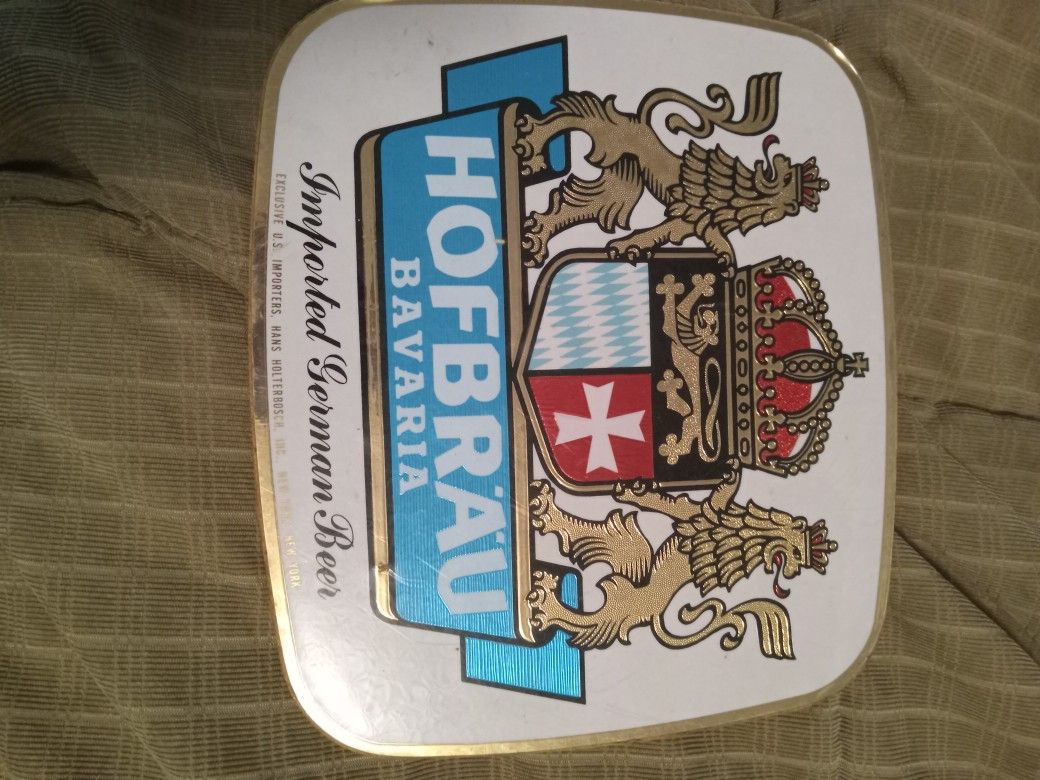 HOFBRÄU
BAVARIA
Imported German Beer
EXCLUSIVE U.S. IMPORTERS, HANS HOLTERBOSCH, INC., NEW YORK, NEW YORK